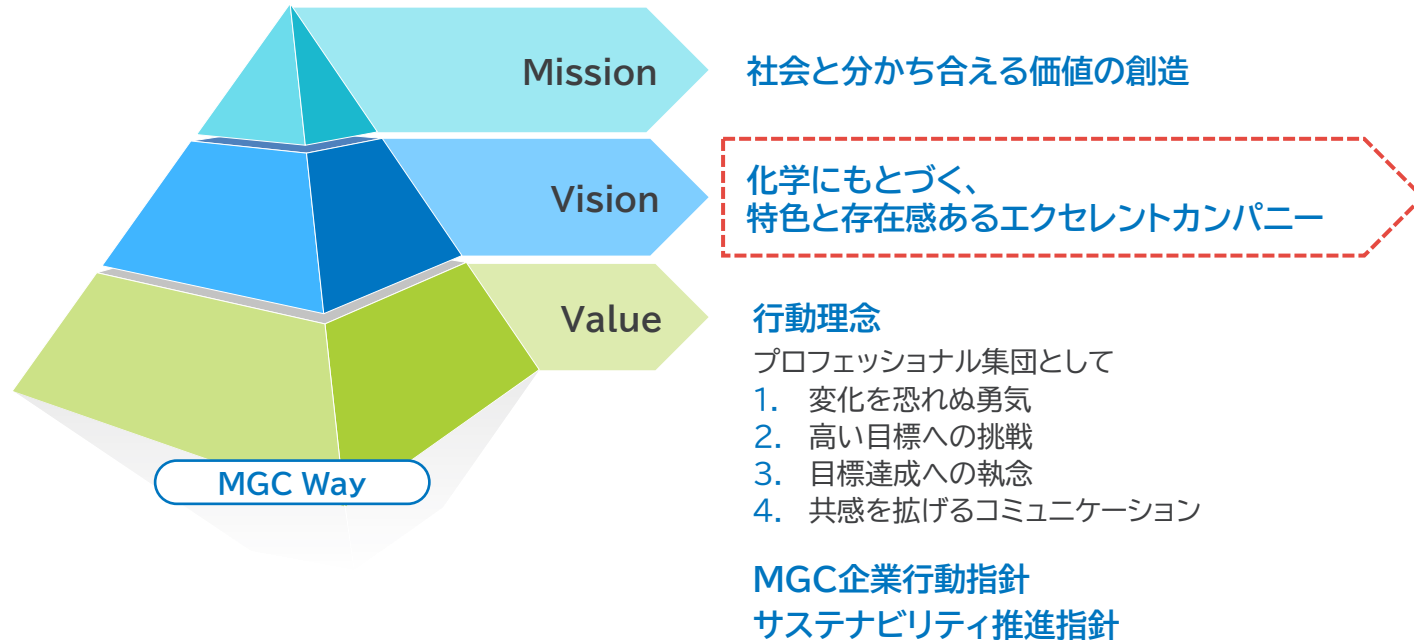 Mission
社会と分かち合える価値の創造
Vision
化学にもとづく、
特色と存在感あるエクセレントカンパニー
Value
行動理念
プロフェッショナル集団として
1. 変化を恐れぬ勇気
2. 高い目標への挑戦
3. 目標達成への執念
4. 共感を拡げるコミュニケーション
MGC Way
MGC企業行動指針
サステナビリティ推進指針